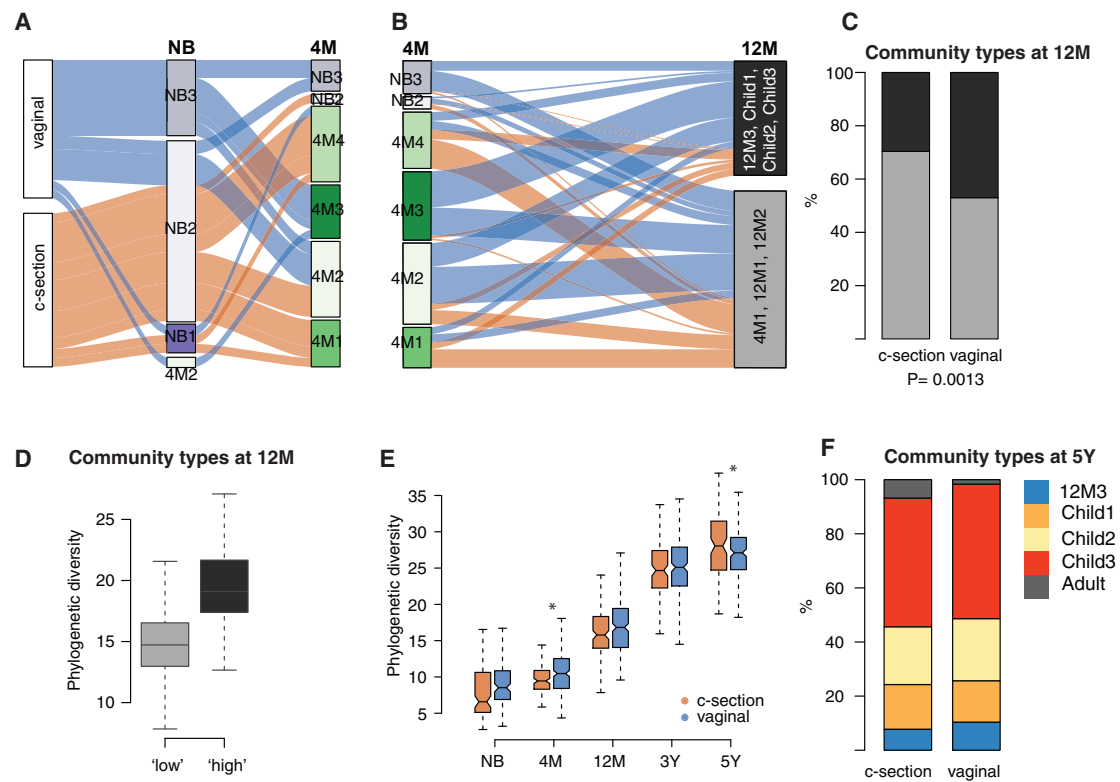 A
NB
4M
vaginal
c-section
NB3
NB2
NB1
4M2
NB3
NB2
4M4
4M3
4M2
4M1
B
4M
12M
NB3
NB2
4M4
4M3
4M2
4M1
12M3, Child1,
Child2, Child3
4M1, 12M1, 12M2
C
Community types at 12M
100
80
60
40
20
%
c-section vaginal
P= 0.0013
D
Community types at 12M
Phylogenetic diversity
25
20
15
10
'low' 'high'
E
Phylogenetic diversity
35
30
25
20
15
10
5
*
*
c-section
vaginal
NB 4M 12M 3Y 5Y
F
Community types at 5Y
100
80
60
40
20
%
c-section vaginal
12M3
Child1
Child2
Child3
Adult